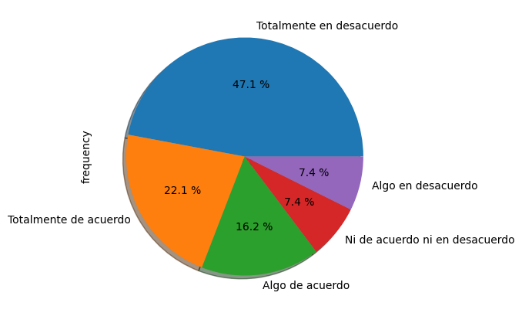 Totalmente en desacuerdo
47.1 %
frequency
7.4 %
Algo en desacuerdo
22.1 %
7.4 %
Totalmente de acuerdo
16.2 %
Ni de acuerdo ni en desacuerdo
Algo de acuerdo